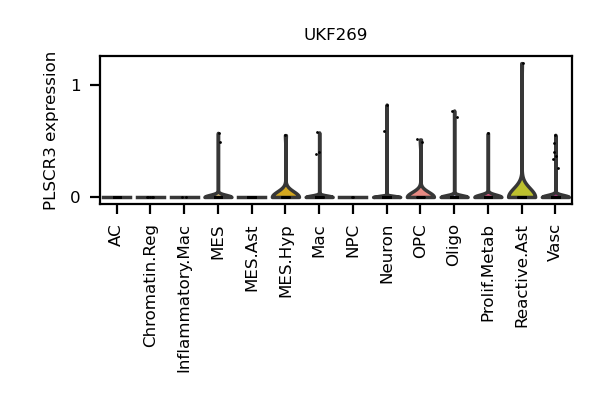 UKF269
PLSCR3 expression
1
0
AC
Chromatin.Reg
Inflammatory.Mac
MES
MES.Ast
MES.Hyp
Mac
NPC
Neuron
OPC
Oligo
Prolif.Metab
Reactive.Ast
Vasc